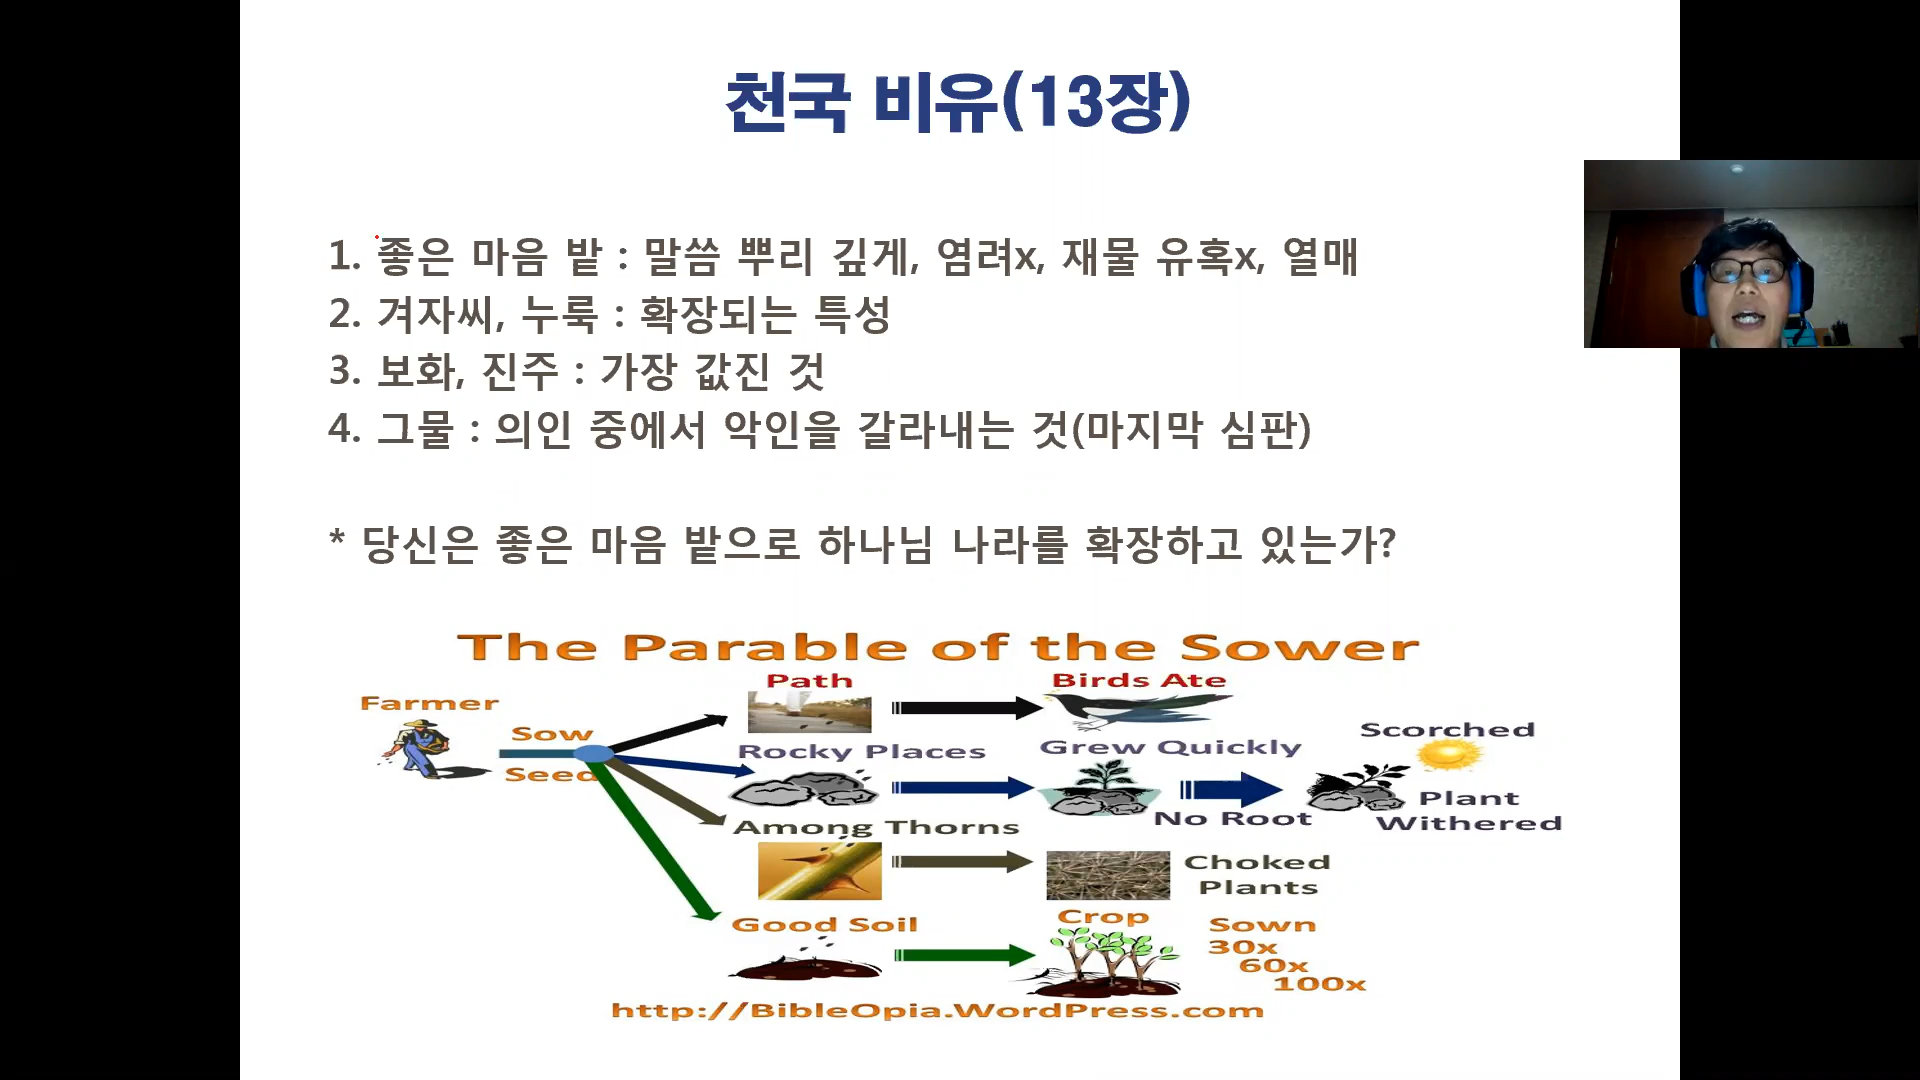 천국 비유(13장)
1. 좋은 마음 밭 : 말씀 뿌리 깊게, 염려x, 재물 유혹x, 열매
2. 겨자씨, 누룩 : 확장되는 특성
3. 보화, 진주 : 가장 값진 것
4. 그물 : 의인 중에서 악인을 갈라내는 것(마지막 심판)
* 당신은 좋은 마음 밭으로 하나님 나라를 확장하고 있는가?
The Parable of the Sower
Farmer
Sow
Seed
Path
Birds Ate
Rocky Places
Grew Quickly
No Root
Scorched
Plant
Withered
Among Thorns
Choked
Plants
Good Soil
Crop
Sown
30x
60x
100x
http://BibleOpia.WordPress.com